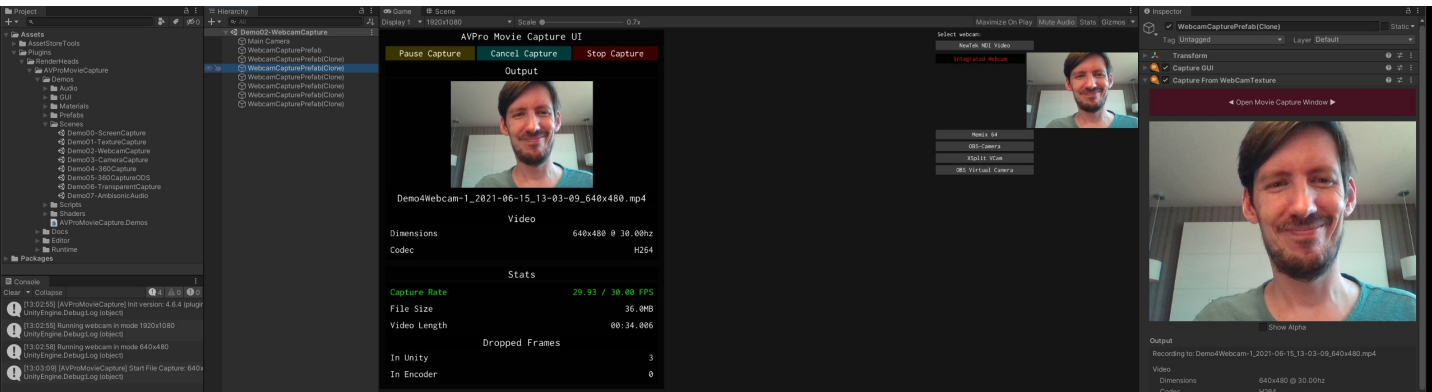 Project
All
Assets
AssetStoreTools
Plugins
RenderHeads
AVProMovieCapture
Demos
Audio
GUI
Materials
Prefabs
Scenes
Demo00-ScreenCapture
Demo01-TextureCapture
Demo02-WebcamCapture
Demo03-CameraCapture
Demo04-360Capture
Demo05-360CaptureODS
Demo06-TransparentCapture
Demo07-AmbisonicAudio
Scripts
Shaders
AVProMovieCapture.Demos
Docs
Editor
Runtime
Packages
Console
Clear Collapse 4 0 0
[13:02:55] [AVProMovieCapture] Init version: 4.6.4 (plugin
UnityEngine.Debug:Log (object)
[13:02:55] Running webcam in mode 1920x1080
UnityEngine.Debug:Log (object)
[13:02:58] Running webcam in mode 640x480
UnityEngine.Debug:Log (object)
[13:03:09] [AVProMovieCapture] Start File Capture: 640x
UnityEngine.Debug:Log (object)
Hierarchy
Demo02-WebcamCapture
Main Camera
WebcamCapturePrefab
WebcamCapturePrefab(Clone)
WebcamCapturePrefab(Clone)
WebcamCapturePrefab(Clone)
WebcamCapturePrefab(Clone)
WebcamCapturePrefab(Clone)
WebcamCapturePrefab(Clone)
Game Scene
Display 1 1920x1080 Scale 0.7x Maximize On Play Mute Audio Stats Gizmos
AVPro Movie Capture UI
Pause Capture Cancel Capture Stop Capture
Output
Demo4Webcam-1_2021-06-15_13-03-09_640x480.mp4
Video
Dimensions 640x480 @ 30.00hz
Codec H264
Stats
Capture Rate 29.93 / 30.00 FPS
File Size 36.0MB
Video Length 00:34.006
Dropped Frames
In Unity 3
In Encoder 0
Select webcam:
NewTek NDI Video
Integrated Webcam
Memix 64
OBS-Camera
XSplit VCam
OBS Virtual Camera
Inspector
WebcamCapturePrefab(Clone) Static
Tag Untagged Layer Default
Transform
Capture GUI
Capture From WebCamTexture
◀ Open Movie Capture Window ▶
Show Alpha
Output
Recording to: Demo4Webcam-1_2021-06-15_13-03-09_640x480.mp4
Video
Dimensions 640x480 @ 30.00hz
Codec H264